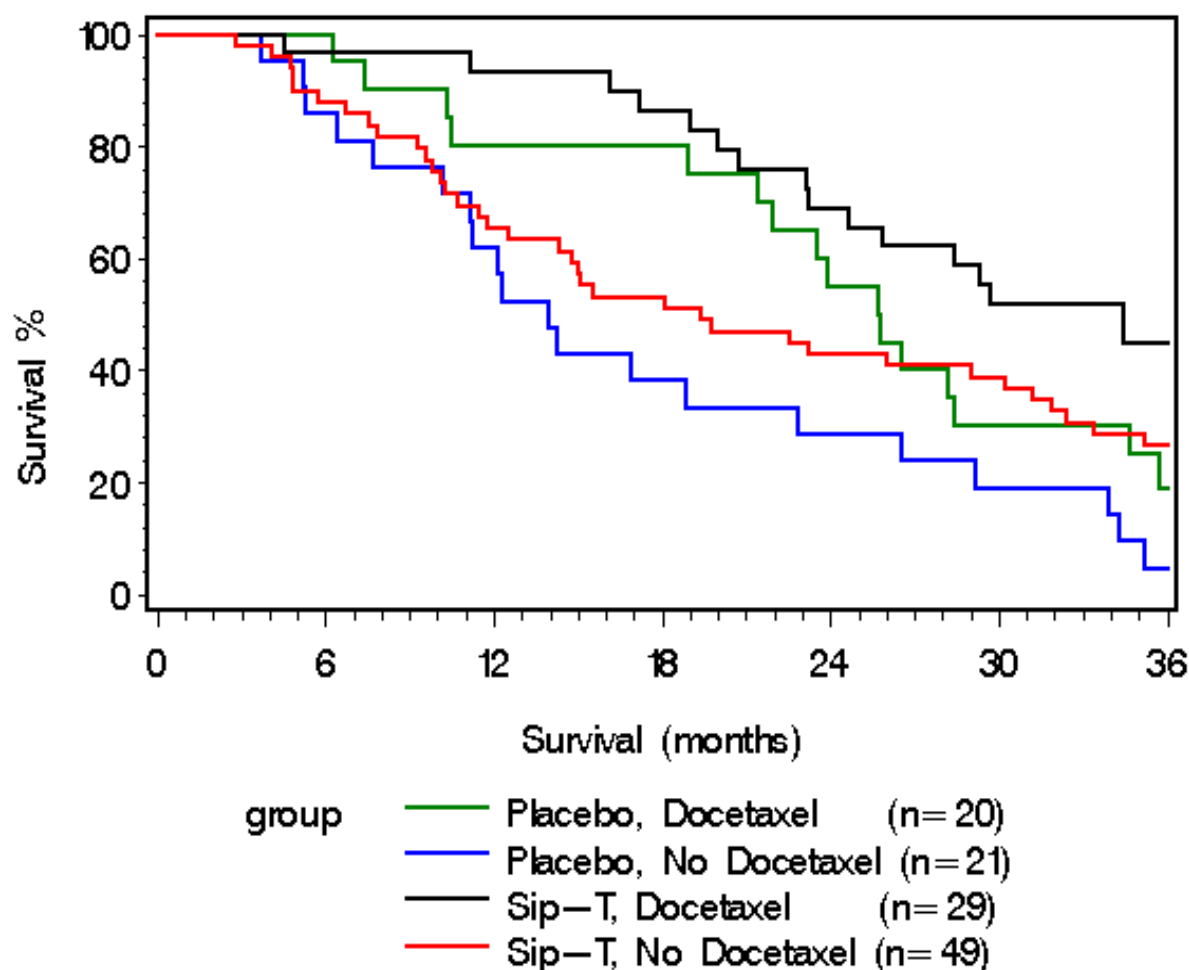 100
80
60
40
20
0
Survival %
0 6 12 18 24 30 36
Survival (months)
group
Placebo, Docetaxel (n=20)
Placebo, No Docetaxel (n=21)
Sip-T, Docetaxel (n=29)
Sip-T, No Docetaxel (n=49)